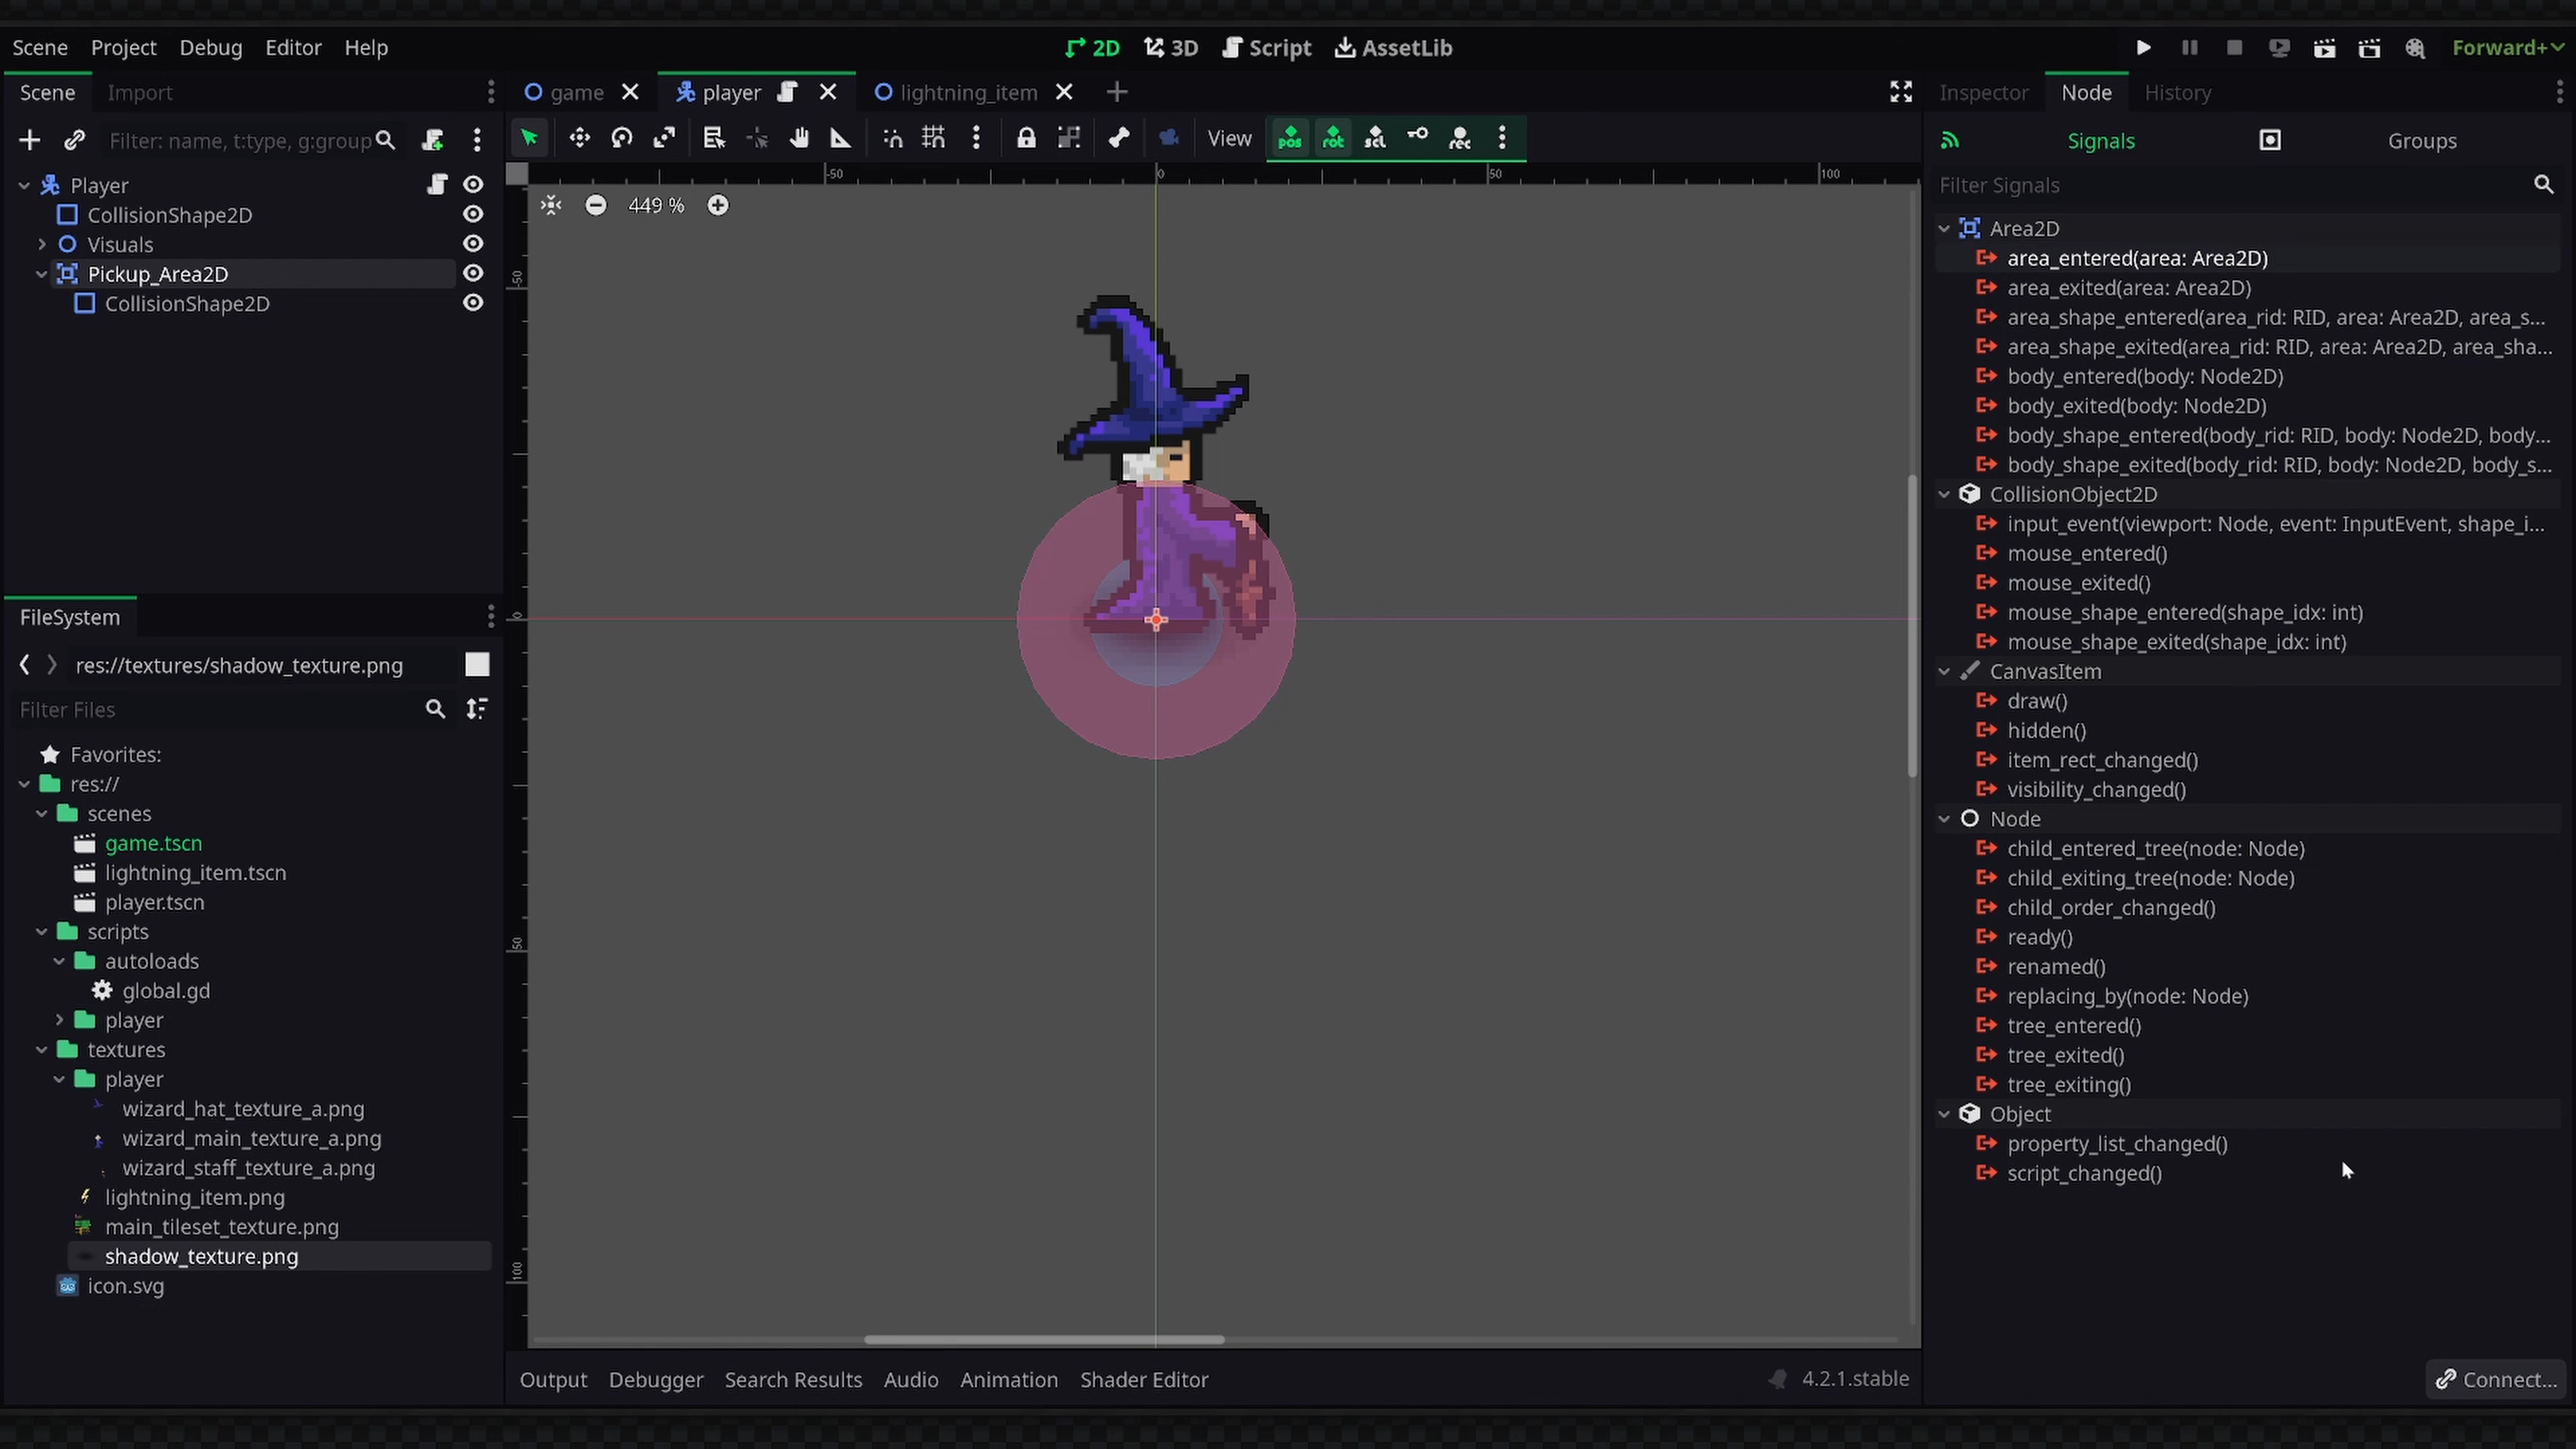 Scene Project Debug Editor Help
2D 3D Script AssetLib
Forward+
Scene Import
Filter: name, t:type, g:group
Player
CollisionShape2D
Visuals
Pickup_Area2D
CollisionShape2D
FileSystem
res://textures/shadow_texture.png
Filter Files
Favorites:
res://
scenes
game.tscn
lightning_item.tscn
player.tscn
scripts
autoloads
global.gd
player
textures
player
wizard_hat_texture_a.png
wizard_main_texture_a.png
wizard_staff_texture_a.png
lightning_item.png
main_tileset_texture.png
shadow_texture.png
icon.svg
game player lightning_item
View pos rot scl rec
-50 0 50 100
449 %
-50
0
50
100
Output Debugger Search Results Audio Animation Shader Editor 4.2.1.stable
Inspector Node History
Signals Groups
Filter Signals
Area2D
area_entered(area: Area2D)
area_exited(area: Area2D)
area_shape_entered(area_rid: RID, area: Area2D, area_s...
area_shape_exited(area_rid: RID, area: Area2D, area_sha...
body_entered(body: Node2D)
body_exited(body: Node2D)
body_shape_entered(body_rid: RID, body: Node2D, body...
body_shape_exited(body_rid: RID, body: Node2D, body_s...
CollisionObject2D
input_event(viewport: Node, event: InputEvent, shape_i...
mouse_entered()
mouse_exited()
mouse_shape_entered(shape_idx: int)
mouse_shape_exited(shape_idx: int)
CanvasItem
draw()
hidden()
item_rect_changed()
visibility_changed()
Node
child_entered_tree(node: Node)
child_exiting_tree(node: Node)
child_order_changed()
ready()
renamed()
replacing_by(node: Node)
tree_entered()
tree_exited()
tree_exiting()
Object
property_list_changed()
script_changed()
Connect...